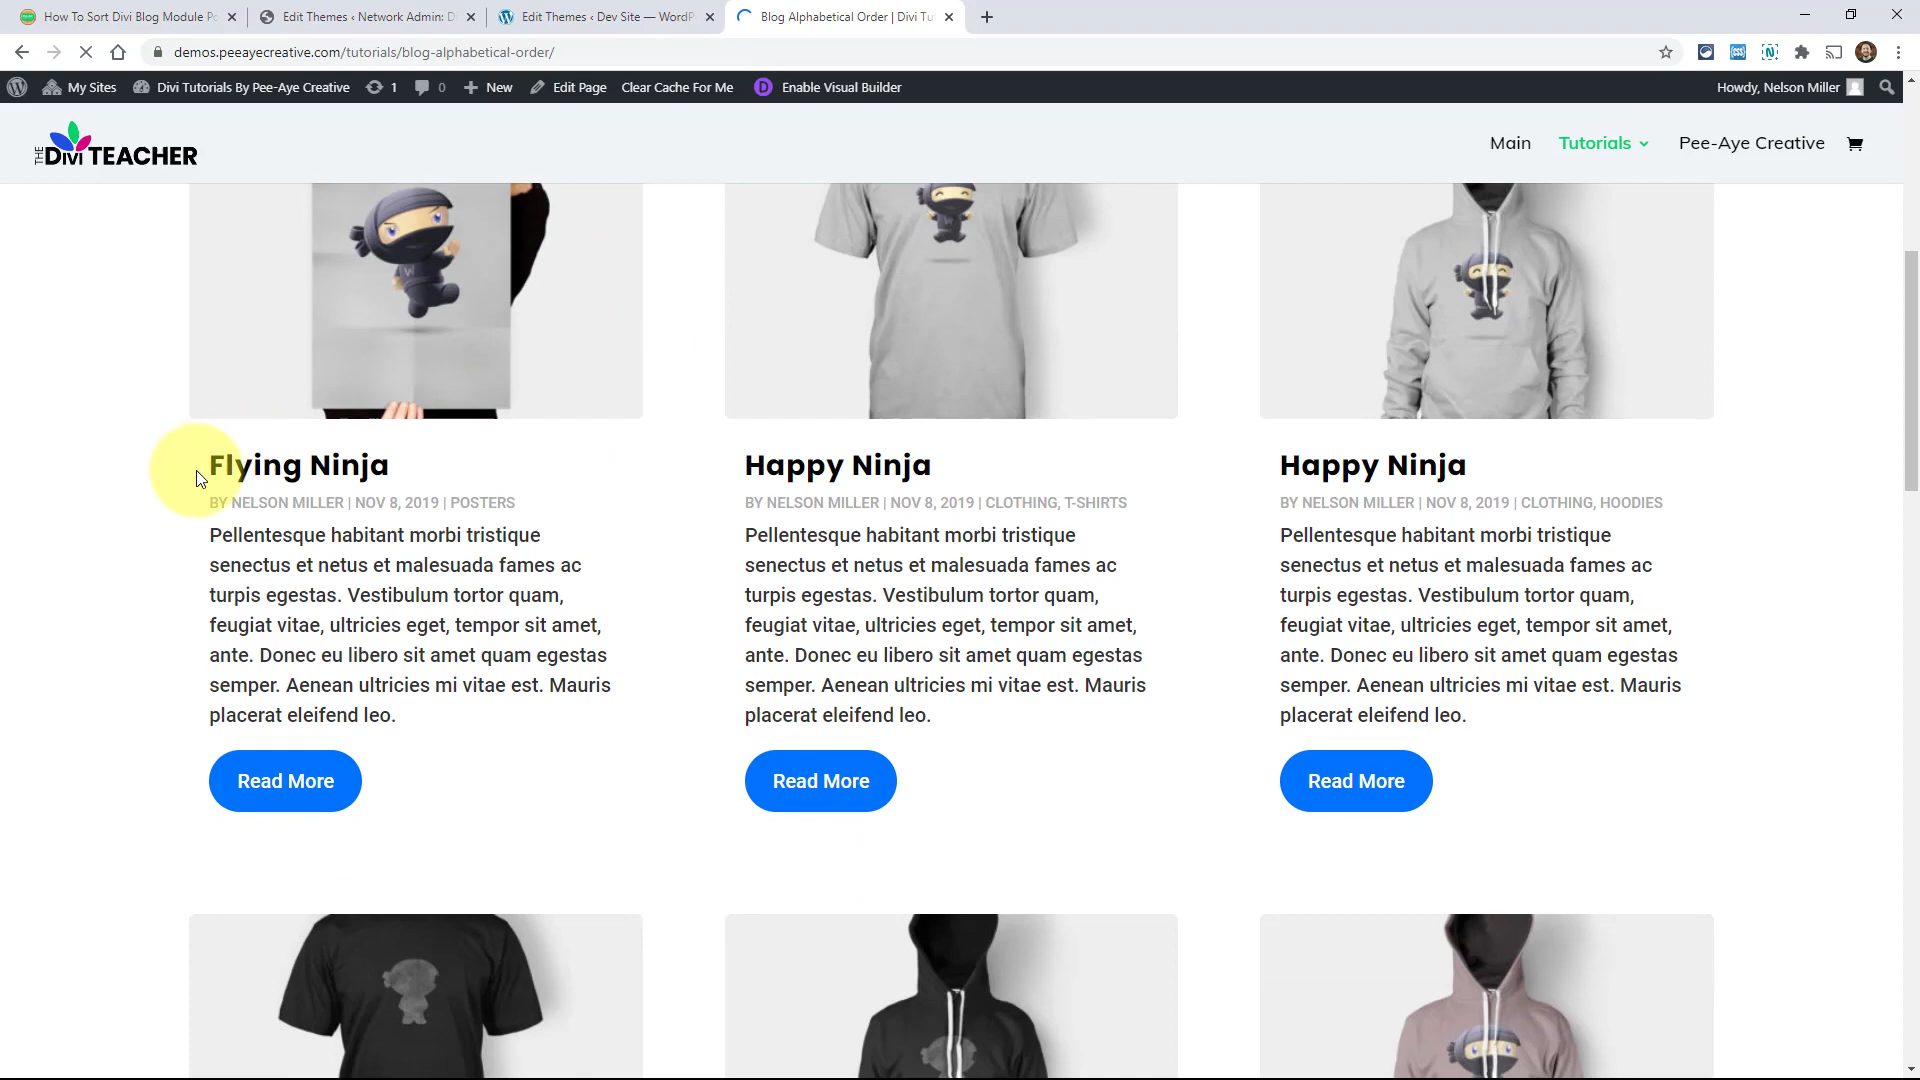 How To Sort Divi Blog Module Po
Edit Themes ‹ Network Admin: D
Edit Themes ‹ Dev Site — WordP
Blog Alphabetical Order | Divi Tu
demos.peeayecreative.com/tutorials/blog-alphabetical-order/
My Sites
Divi Tutorials By Pee-Aye Creative
1
0
New
Edit Page
Clear Cache For Me
Enable Visual Builder
Howdy, Nelson Miller
THE DIVI TEACHER
Main
Tutorials
Pee-Aye Creative
Flying Ninja
BY NELSON MILLER | NOV 8, 2019 | POSTERS
Pellentesque habitant morbi tristique
senectus et netus et malesuada fames ac
turpis egestas. Vestibulum tortor quam,
feugiat vitae, ultricies eget, tempor sit amet,
ante. Donec eu libero sit amet quam egestas
semper. Aenean ultricies mi vitae est. Mauris
placerat eleifend leo.
Read More
Happy Ninja
BY NELSON MILLER | NOV 8, 2019 | CLOTHING, T-SHIRTS
Pellentesque habitant morbi tristique
senectus et netus et malesuada fames ac
turpis egestas. Vestibulum tortor quam,
feugiat vitae, ultricies eget, tempor sit amet,
ante. Donec eu libero sit amet quam egestas
semper. Aenean ultricies mi vitae est. Mauris
placerat eleifend leo.
Read More
Happy Ninja
BY NELSON MILLER | NOV 8, 2019 | CLOTHING, HOODIES
Pellentesque habitant morbi tristique
senectus et netus et malesuada fames ac
turpis egestas. Vestibulum tortor quam,
feugiat vitae, ultricies eget, tempor sit amet,
ante. Donec eu libero sit amet quam egestas
semper. Aenean ultricies mi vitae est. Mauris
placerat eleifend leo.
Read More